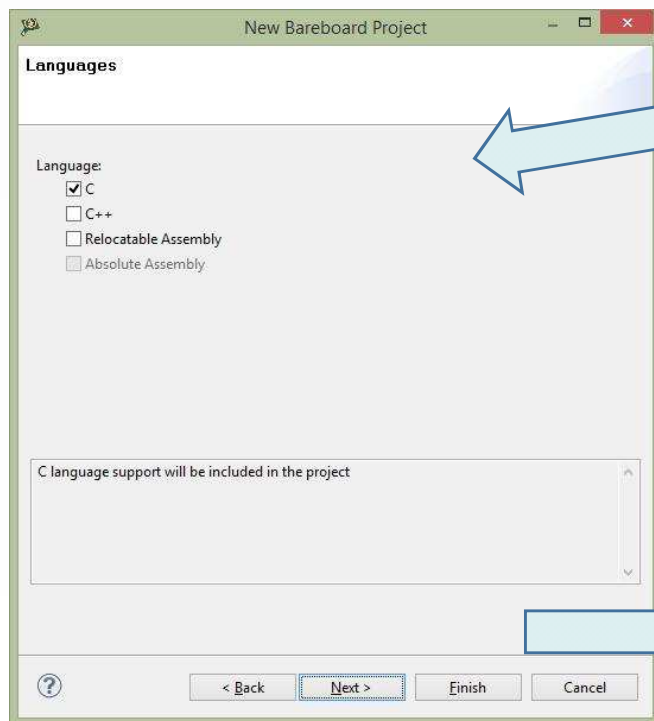 New Bareboard Project
Languages
Language:
C
C++
Relocatable Assembly
Absolute Assembly
C language support will be included in the project
< Back
Next >
Finish
Cancel